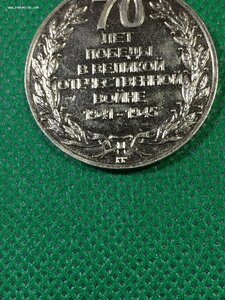 70
ЛЕТ
ПОБЕДЫ
В ВЕЛИКОЙ
ОТЕЧЕСТВЕННОЙ
ВОЙНЕ
1941-1945